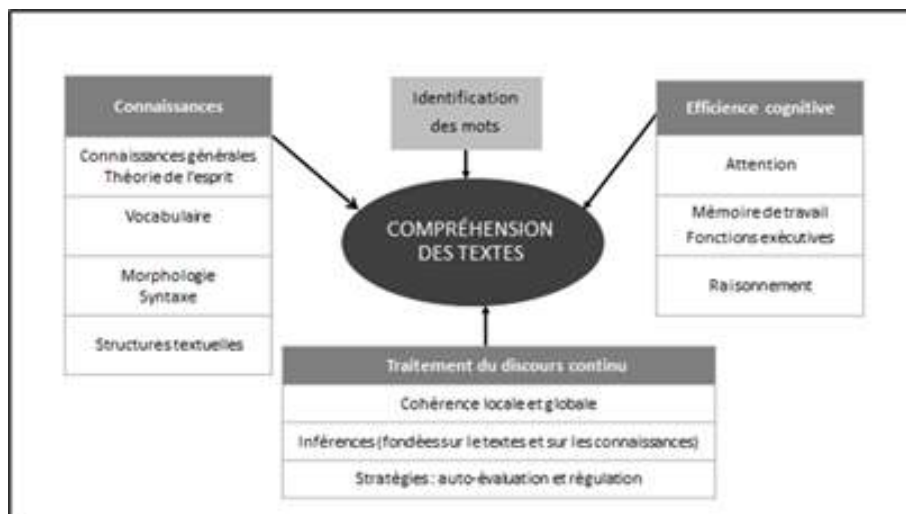 Connaissances
Connaissances générales
Théorie de l'esprit
Vocabulaire
Morphologie
Syntaxe
Structures textuelles
Identification
des mots
Efficience cognitive
Attention
Mémoire de travail
Fonctions exécutives
Raisonnement
COMPRÉHENSION
DES TEXTES
Traitement du discours continu
Cohérence locale et globale
Inférences (fondées sur le textes et sur les connaissances)
Stratégies : auto-évaluation et régulation